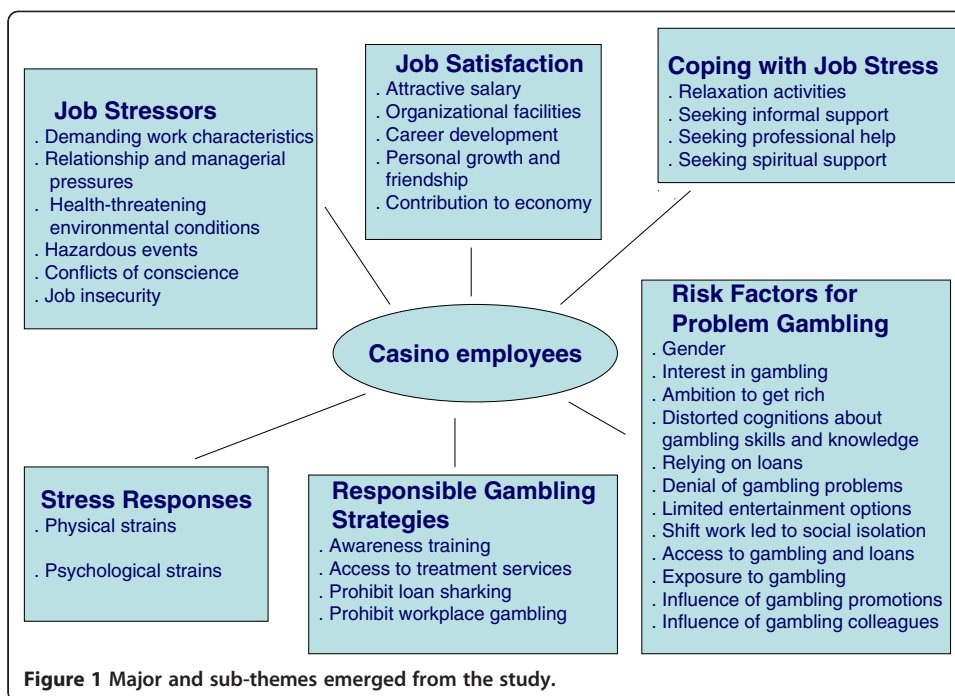 Job Stressors
. Demanding work characteristics
. Relationship and managerial
pressures
. Health-threatening
environmental conditions
. Hazardous events
. Conflicts of conscience
. Job insecurity
Job Satisfaction
. Attractive salary
. Organizational facilities
. Career development
. Personal growth and
friendship
. Contribution to economy
Coping with Job Stress
. Relaxation activities
. Seeking informal support
. Seeking professional help
. Seeking spiritual support
Casino employees
Risk Factors for
Problem Gambling
. Gender
. Interest in gambling
. Ambition to get rich
. Distorted cognitions about
gambling skills and knowledge
. Relying on loans
. Denial of gambling problems
. Limited entertainment options
. Shift work led to social isolation
. Access to gambling and loans
. Exposure to gambling
. Influence of gambling promotions
. Influence of gambling colleagues
Stress Responses
. Physical strains
. Psychological strains
Responsible Gambling
Strategies
. Awareness training
. Access to treatment services
. Prohibit loan sharking
. Prohibit workplace gambling
Figure 1 Major and sub-themes emerged from the study.